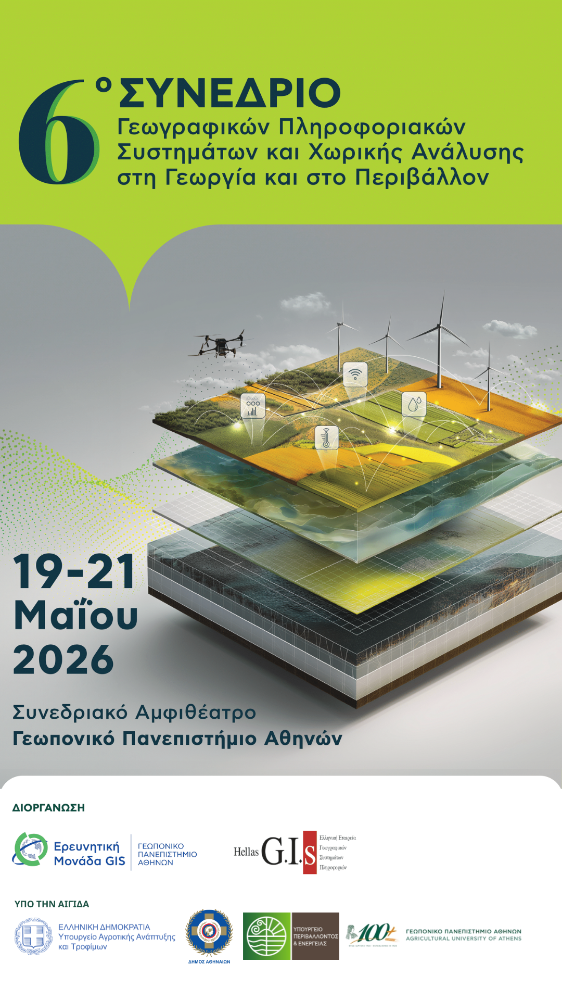 6° ΣΥΝΕΔΡΙΟ
Γεωγραφικών Πληροφοριακών
Συστημάτων και Χωρικής Ανάλυσης
στη Γεωργία και στο Περιβάλλον
19-21
Μαΐου
2026
Συνεδριακό Αμφιθέατρο
Γεωπονικό Πανεπιστήμιο Αθηνών
ΔΙΟΡΓΑΝΩΣΗ
Ερευνητική
Μονάδα GIS
ΓΕΩΠΟΝΙΚΟ
ΠΑΝΕΠΙΣΤΗΜΙΟ
ΑΘΗΝΩΝ
Hellas G.I.S
Ελληνική Εταιρεία
Γεωγραφικών
Συστημάτων
Πληροφοριών
ΥΠΟ ΤΗΝ ΑΙΓΙΔΑ
ΕΛΛΗΝΙΚΗ ΔΗΜΟΚΡΑΤΙΑ
Υπουργείο Αγροτικής Ανάπτυξης
και Τροφίμων
ΔΗΜΟΣ ΑΘΗΝΑΙΩΝ
ΥΠΟΥΡΓΕΙΟ
ΠΕΡΙΒΑΛΛΟΝΤΟΣ
& ΕΝΕΡΓΕΙΑΣ
100+
ΓΕΩΠΟΝΙΚΟ ΠΑΝΕΠΙΣΤΗΜΙΟ ΑΘΗΝΩΝ
AGRICULTURAL UNIVERSITY OF ATHENS